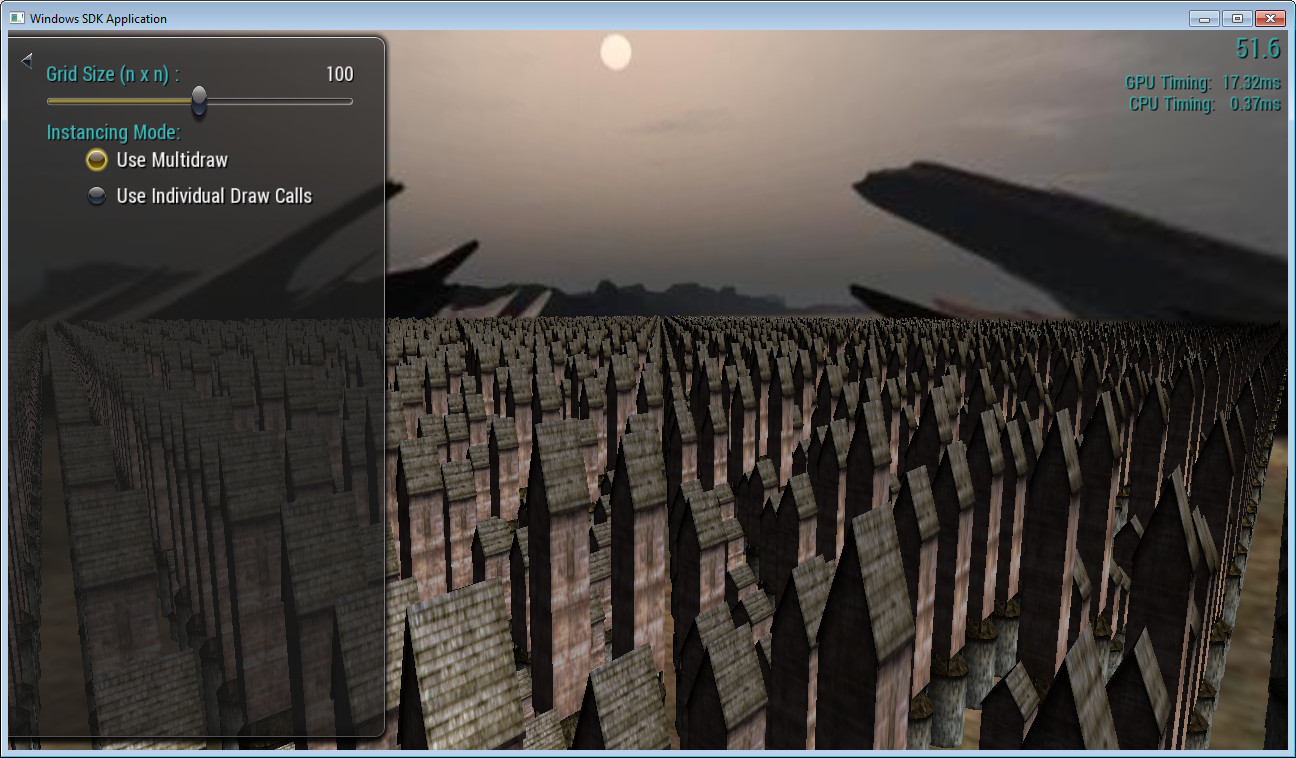 Windows SDK Application
51.6
Grid Size (n x n) : 100
GPU Timing: 17.32ms
CPU Timing: 0.37ms
Instancing Mode:
Use Multidraw
Use Individual Draw Calls